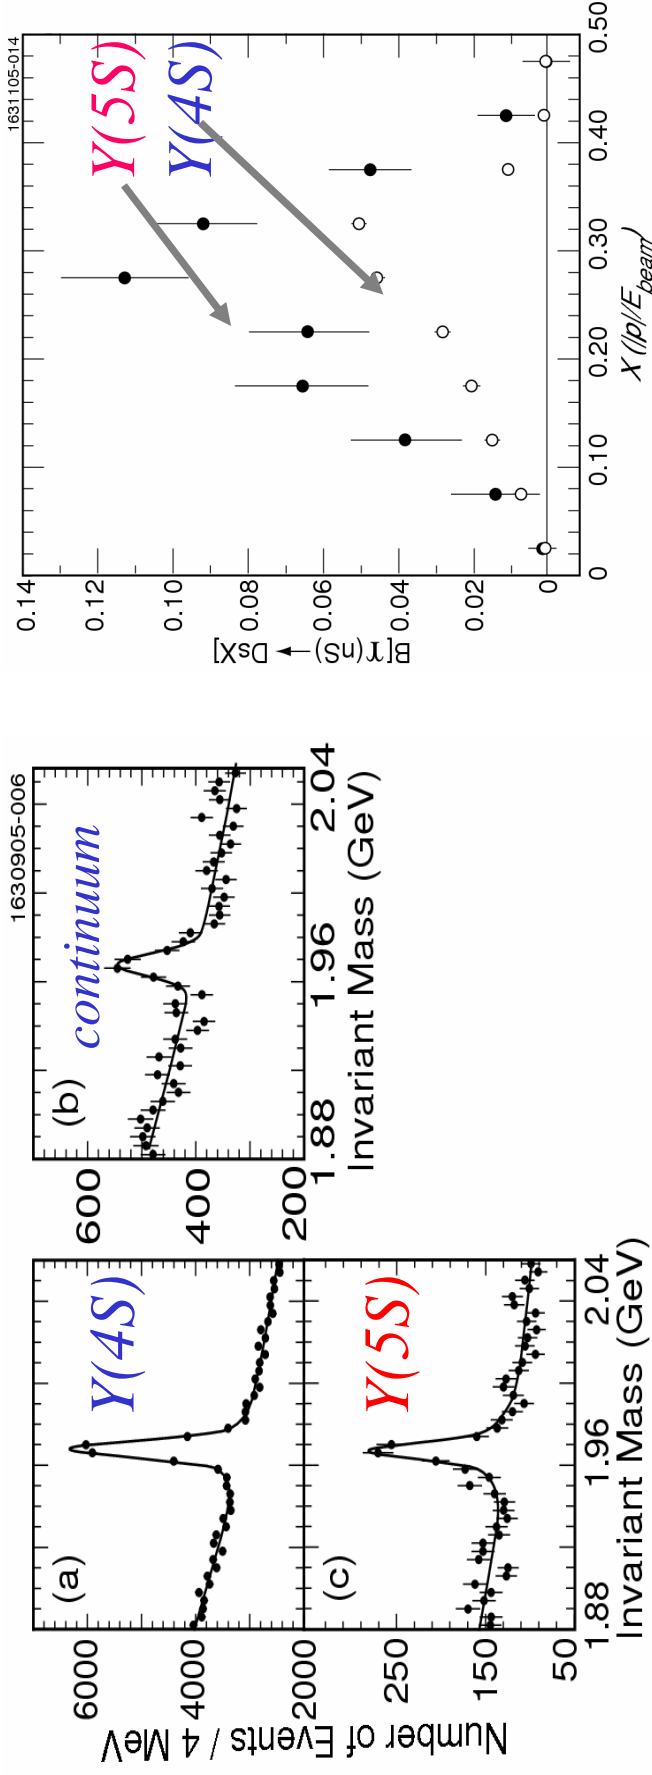 (a)
Υ(4S)
6000
4000
2000
Number of Events / 4 MeV
1630905-006
(b)
continuum
600
400
200
1.88
1.96
2.04
Invariant Mass (GeV)
(c)
Υ(5S)
250
150
50
1.88
1.96
2.04
Invariant Mass (GeV)
1631105-014
Υ(5S)
Υ(4S)
0.14
0.12
0.10
0.08
0.06
0.04
0.02
0
B[ϒ(nS) → DsX]
0
0.10
0.20
0.30
0.40
0.50
X (|p|/Ebeam)